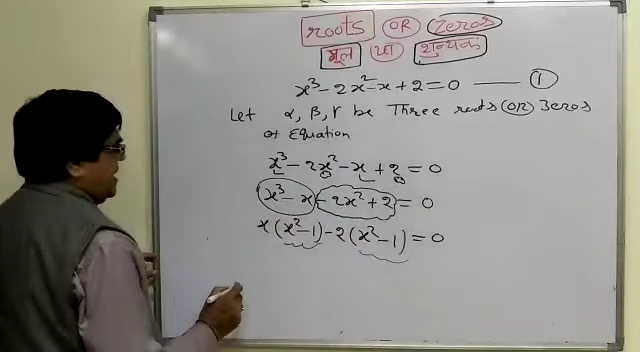 roots OR Zeros
मूल या शून्यक
x³ - 2x² - x + 2 = 0 —— ①
Let α, β, γ be Three roots OR Zeros
of Equation
x³ - 2x² - x + 2 = 0
x³ - x - 2x² + 2 = 0
x(x² - 1) - 2(x² - 1) = 0